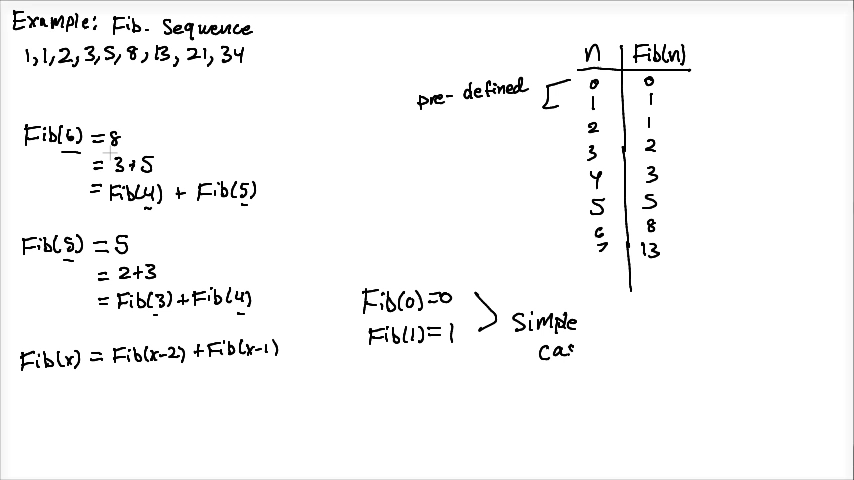 Example: Fib. Sequence
1, 1, 2, 3, 5, 8, 13, 21, 34
Fib(6) = 8
= 3+5
= Fib(4) + Fib(5)
Fib(5) = 5
= 2+3
= Fib(3) + Fib(4)
Fib(x) = Fib(x-2) + Fib(x-1)
Fib(0)=0
Fib(1)=1
Simple
cas
pre-defined
n Fib(n)
0 0
1 1
2 1
3 2
4 3
5 5
6 8
7 13